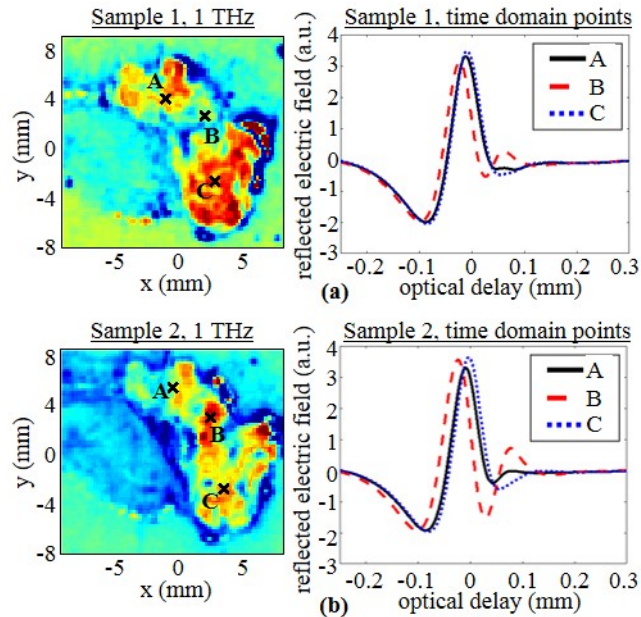 Sample 1, 1 THz
8
4
0
-4
-8
y (mm)
-5
0
5
x (mm)
A
B
C
Sample 1, time domain points
4
3
2
1
0
-1
-2
-3
reflected electric field (a.u.)
A
B
C
-0.2
-0.1
0
0.1
0.2
0.3
(a) optical delay (mm)
Sample 2, 1 THz
8
4
0
-4
-8
y (mm)
-5
0
5
x (mm)
A
B
C
Sample 2, time domain points
4
3
2
1
0
-1
-2
-3
reflected electric field (a.u.)
A
B
C
-0.2
-0.1
0
0.1
0.2
0.3
(b) optical delay (mm)